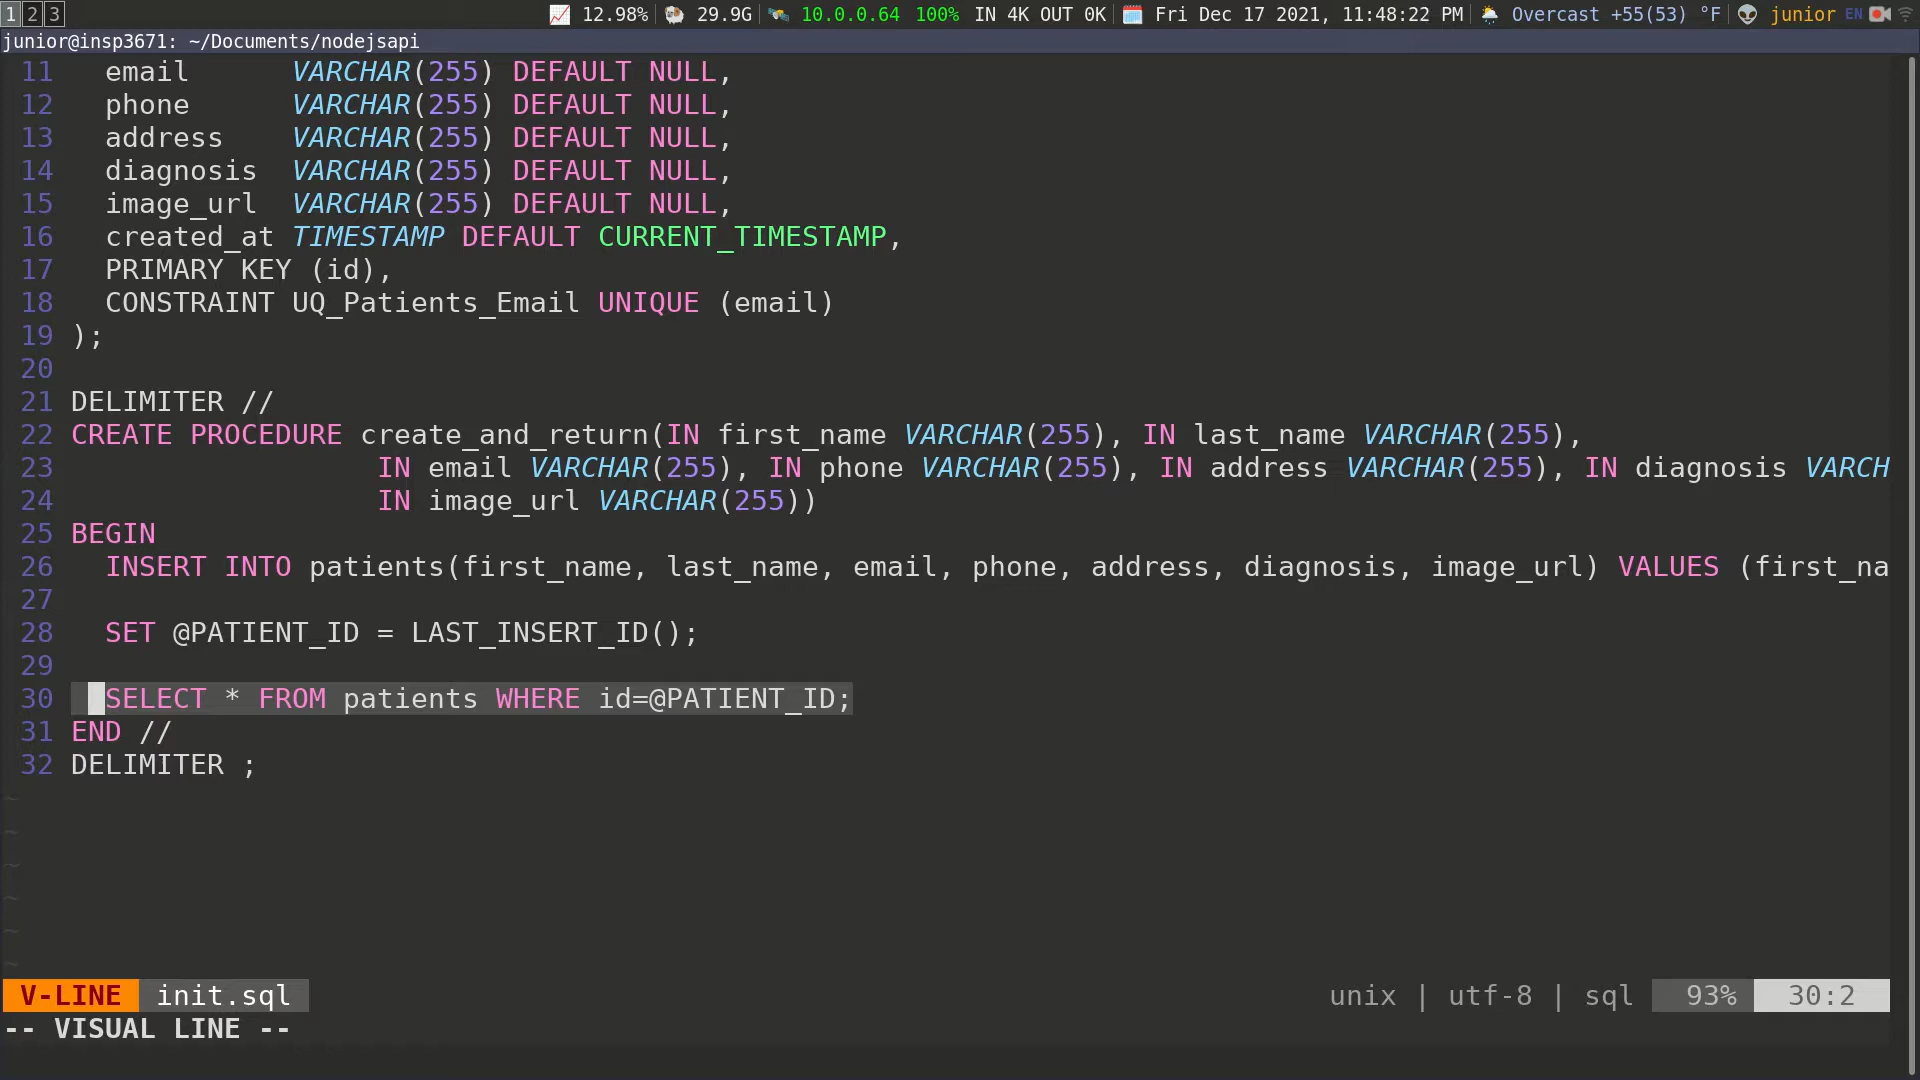 1 2 3 12.98% 29.9G 10.0.0.64 100% IN 4K OUT 0K Fri Dec 17 2021, 11:48:22 PM Overcast +55(53) °F junior EN
junior@insp3671: ~/Documents/nodejsapi
11 email VARCHAR(255) DEFAULT NULL,
12 phone VARCHAR(255) DEFAULT NULL,
13 address VARCHAR(255) DEFAULT NULL,
14 diagnosis VARCHAR(255) DEFAULT NULL,
15 image_url VARCHAR(255) DEFAULT NULL,
16 created_at TIMESTAMP DEFAULT CURRENT_TIMESTAMP,
17 PRIMARY KEY (id),
18 CONSTRAINT UQ_Patients_Email UNIQUE (email)
19 );
20
21 DELIMITER //
22 CREATE PROCEDURE create_and_return(IN first_name VARCHAR(255), IN last_name VARCHAR(255),
23 IN email VARCHAR(255), IN phone VARCHAR(255), IN address VARCHAR(255), IN diagnosis VARCH
24 IN image_url VARCHAR(255))
25 BEGIN
26 INSERT INTO patients(first_name, last_name, email, phone, address, diagnosis, image_url) VALUES (first_na
27
28 SET @PATIENT_ID = LAST_INSERT_ID();
29
30 SELECT * FROM patients WHERE id=@PATIENT_ID;
31 END //
32 DELIMITER ;
~
~
~
~
~
~
V-LINE init.sql unix | utf-8 | sql 93% 30:2
-- VISUAL LINE --